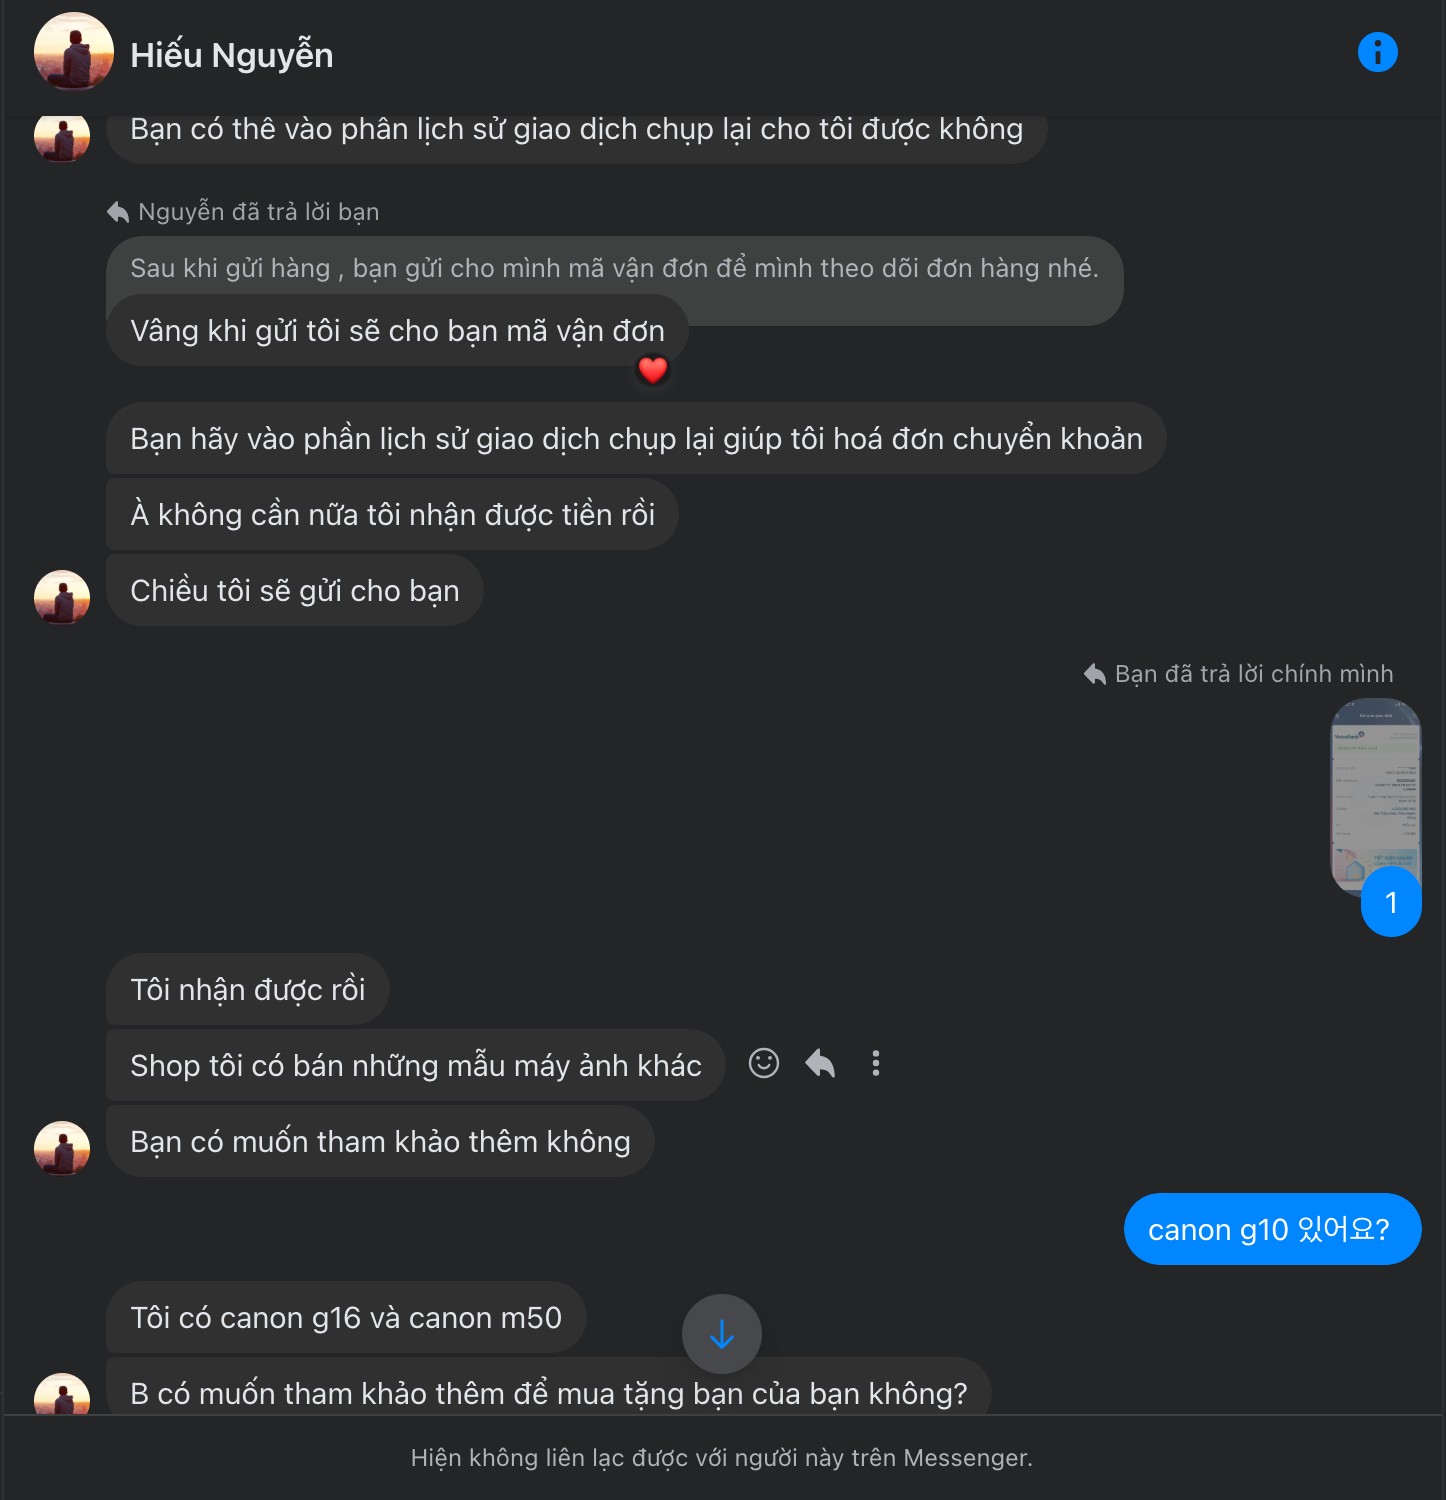 Hiếu Nguyễn
Bạn có thể vào phần lịch sử giao dịch chụp lại cho tôi được không
Nguyễn đã trả lời bạn
Sau khi gửi hàng , bạn gửi cho mình mã vận đơn để mình theo dõi đơn hàng nhé.
Vâng khi gửi tôi sẽ cho bạn mã vận đơn
Bạn hãy vào phần lịch sử giao dịch chụp lại giúp tôi hoá đơn chuyển khoản
À không cần nữa tôi nhận được tiền rồi
Chiều tôi sẽ gửi cho bạn
Bạn đã trả lời chính mình
1
Tôi nhận được rồi
Shop tôi có bán những mẫu máy ảnh khác
Bạn có muốn tham khảo thêm không
canon g10 있어요?
Tôi có canon g16 và canon m50
B có muốn tham khảo thêm để mua tặng bạn của bạn không?
Hiện không liên lạc được với người này trên Messenger.